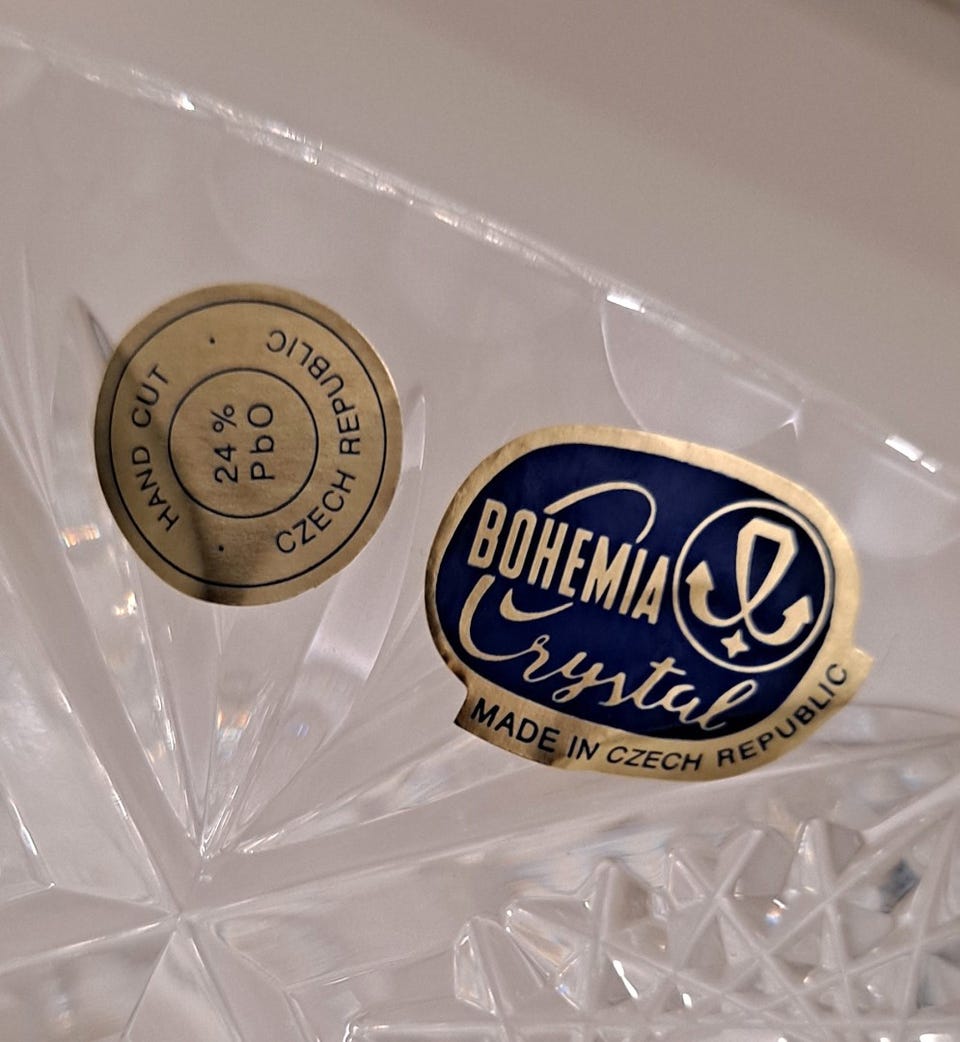 HAND CUT
24 %
PbO
CZECH REPUBLIC
BOHEMIA
Crystal
MADE IN CZECH REPUBLIC